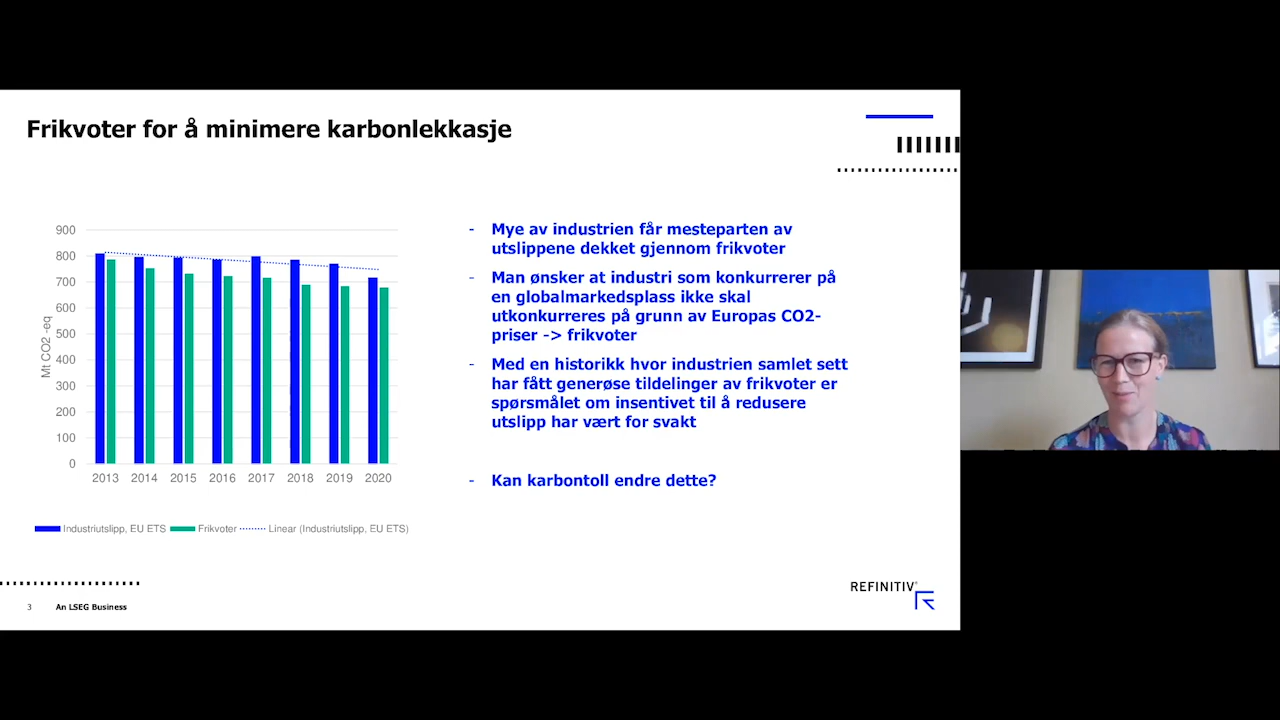 Frikvoter for å minimere karbonlekkasje
900
800
700
600
500
400
300
200
100
0
Mt CO2 -eq
2013 2014 2015 2016 2017 2018 2019 2020
Industriutslipp, EU ETS Frikvoter Linear (Industriutslipp, EU ETS)
- Mye av industrien får mesteparten av
utslippene dekket gjennom frikvoter
- Man ønsker at industri som konkurrerer på
en globalmarkedsplass ikke skal
utkonkurreres på grunn av Europas CO2-
priser -> frikvoter
- Med en historikk hvor industrien samlet sett
har fått generøse tildelinger av frikvoter er
spørsmålet om insentivet til å redusere
utslipp har vært for svakt
- Kan karbontoll endre dette?
3 An LSEG Business
REFINITIV